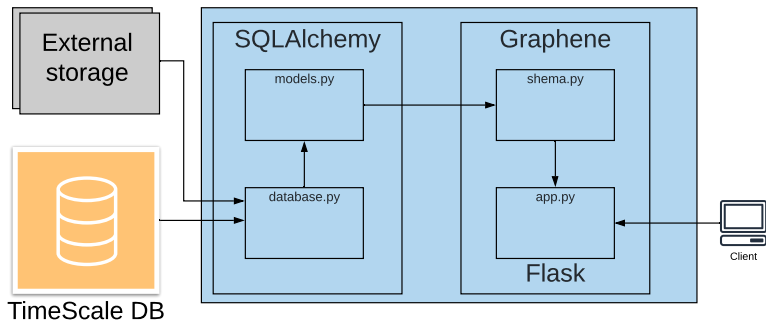 External
storage
SQLAlchemy
Graphene
models.py
shema.py
database.py
app.py
Flask
Client
TimeScale DB